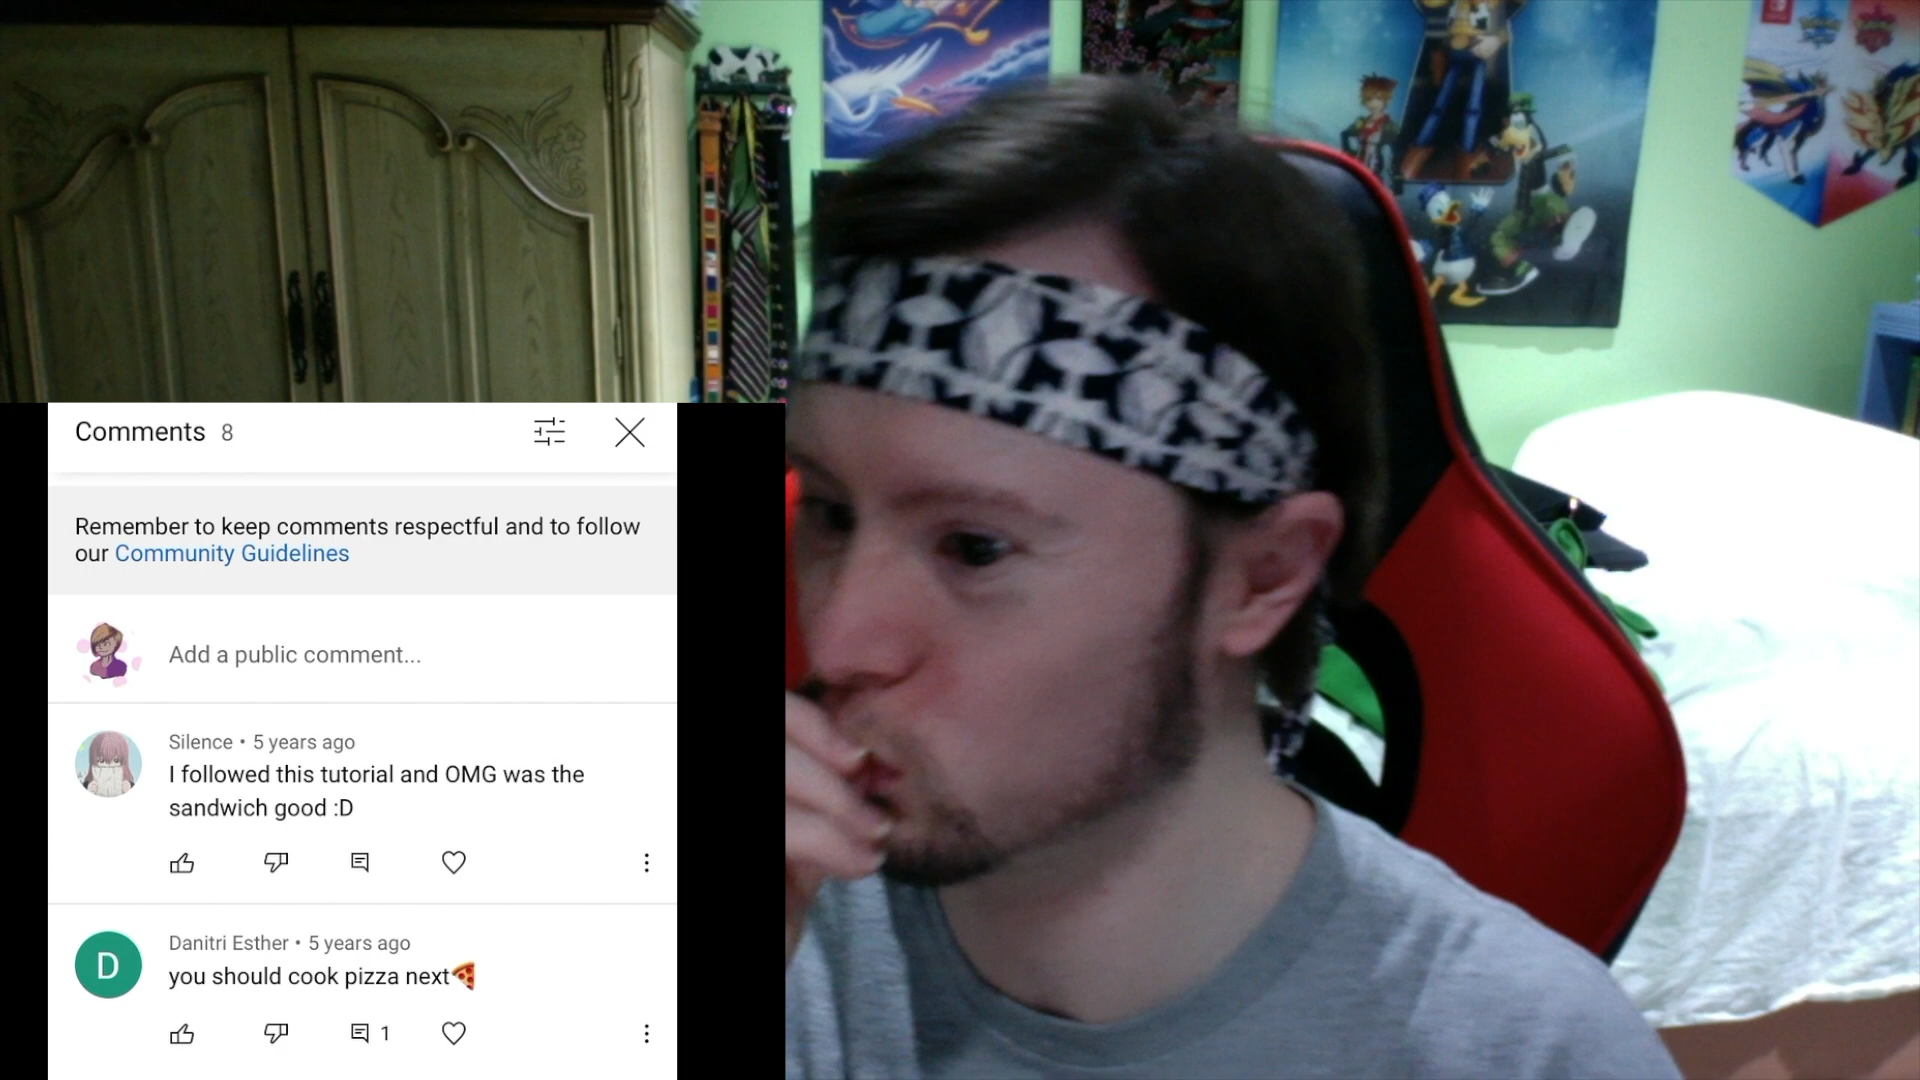 Comments 8
Remember to keep comments respectful and to follow
our Community Guidelines
Add a public comment...
Silence • 5 years ago
I followed this tutorial and OMG was the
sandwich good :D
D
Danitri Esther • 5 years ago
you should cook pizza next🍕
1